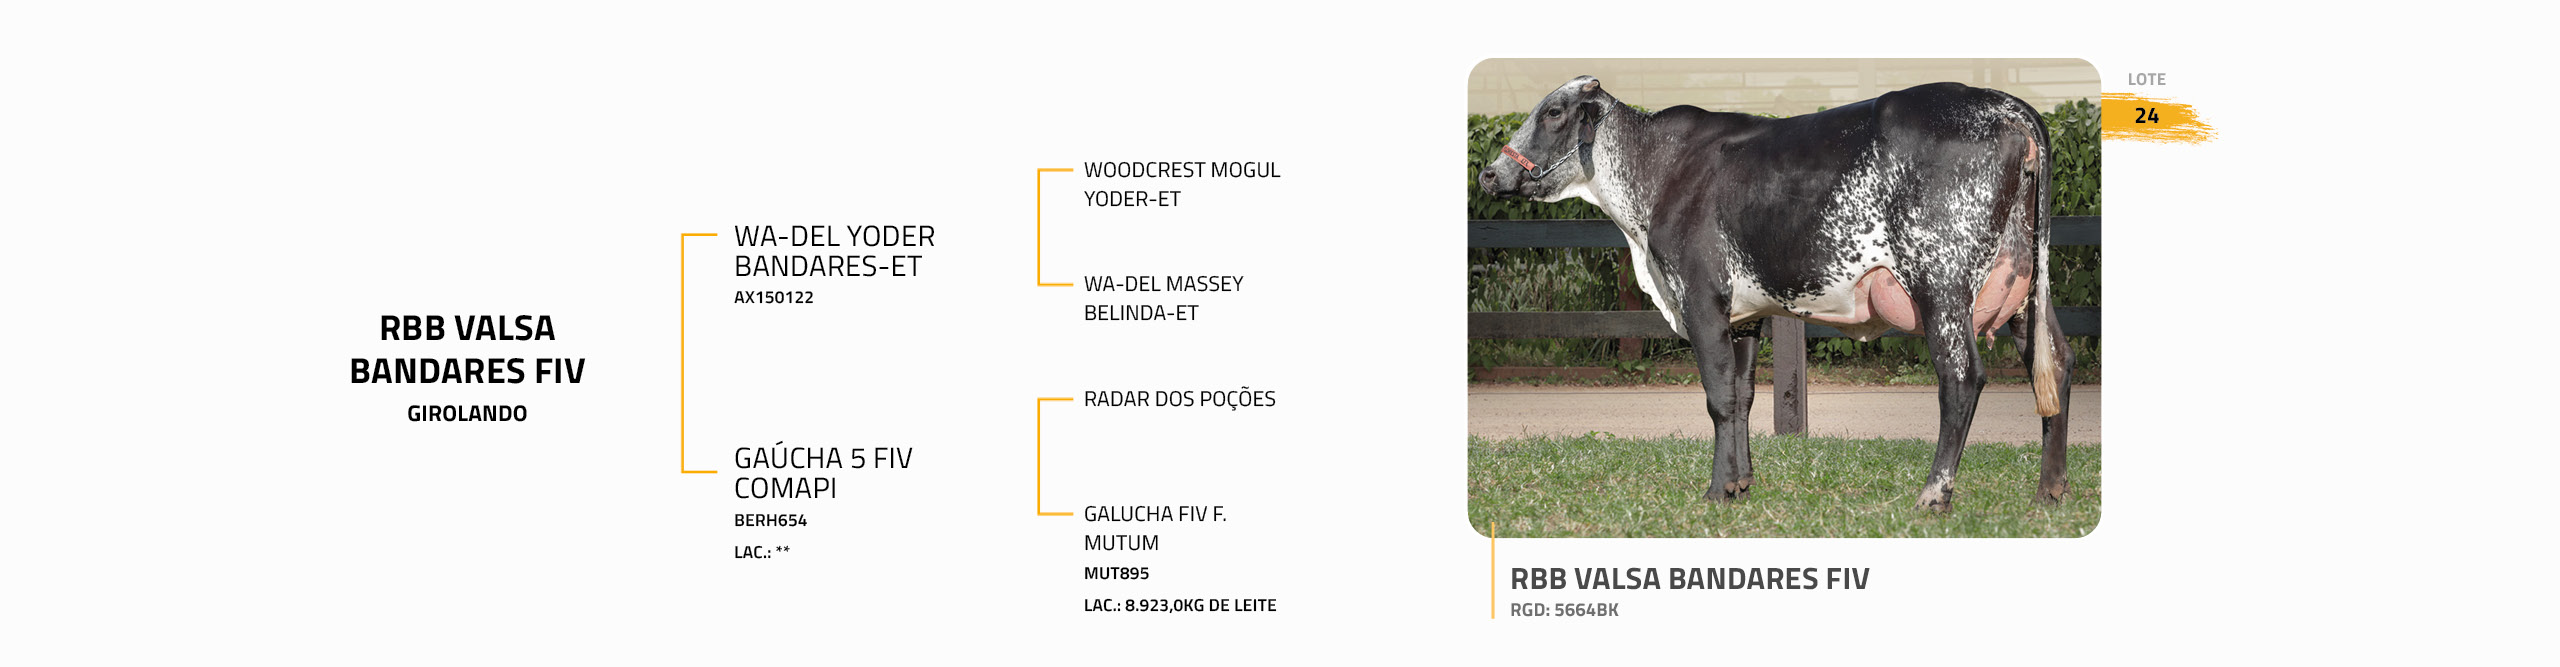 RBB VALSA
BANDARES FIV
GIROLANDO
WA-DEL YODER
BANDARES-ET
AX150122
GAÚCHA 5 FIV
COMAPI
BERH654
LAC.: **
WOODCREST MOGUL
YODER-ET
WA-DEL MASSEY
BELINDA-ET
RADAR DOS POÇÕES
GALUCHA FIV F.
MUTUM
MUT895
LAC.: 8.923,0KG DE LEITE
LOTE
24
RBB VALSA BANDARES FIV
RGD: 5664BK